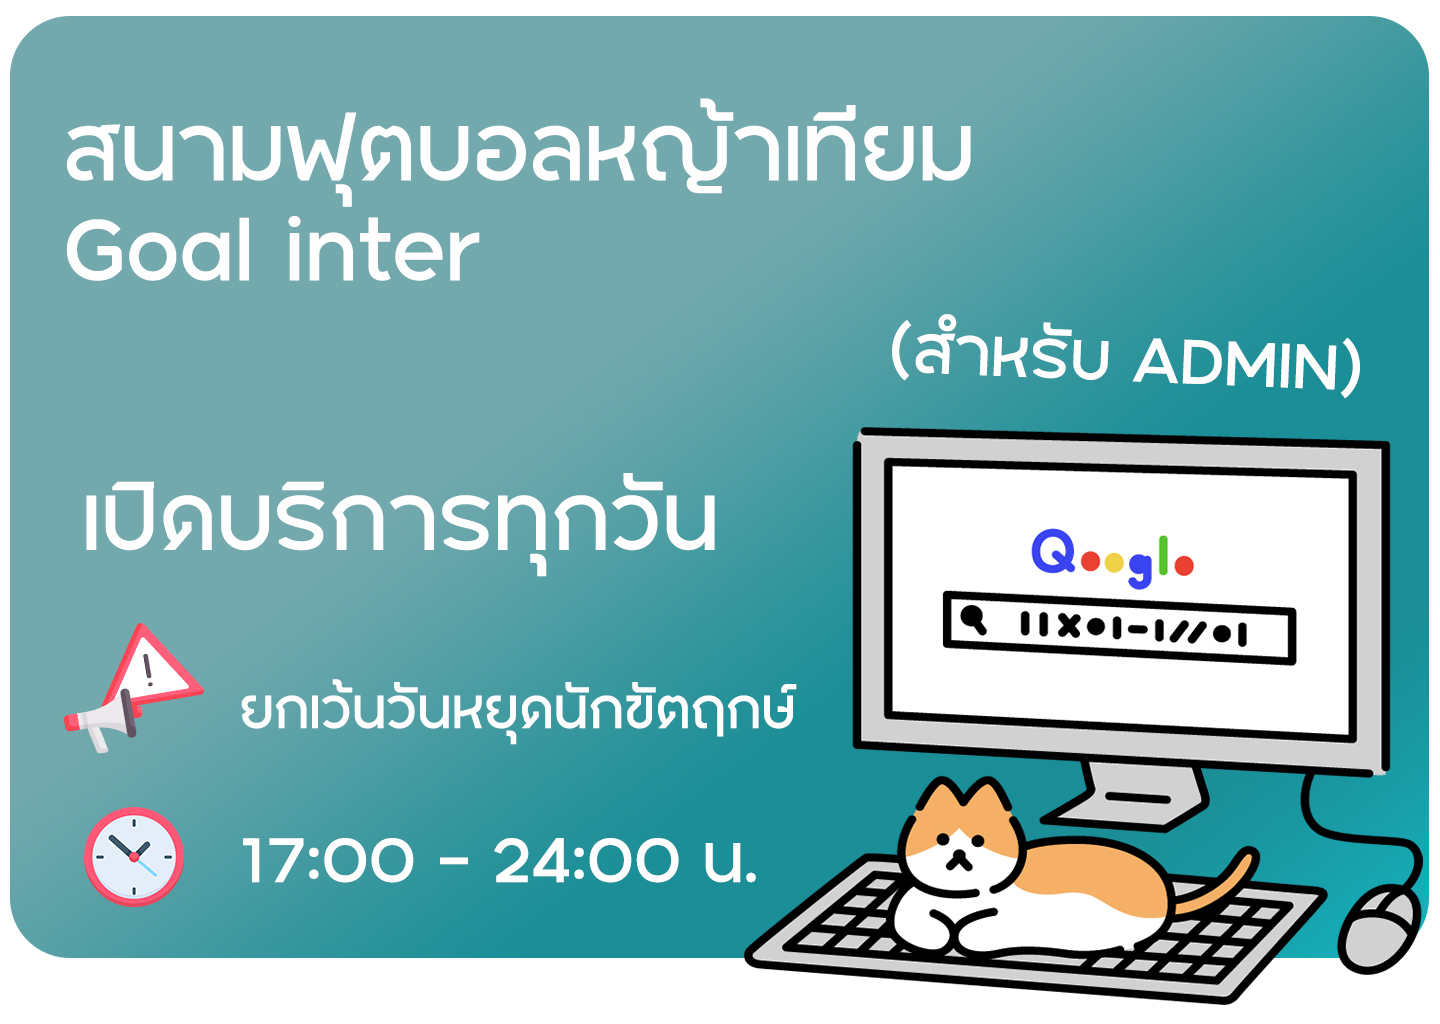 สนามฟุตบอลหญ้าเทียม
Goal inter
(สำหรับ ADMIN)
เปิดบริการทุกวัน
Qooglo
!
ยกเว้นวันหยุดนักขัตฤกษ์
17:00 - 24:00 น.